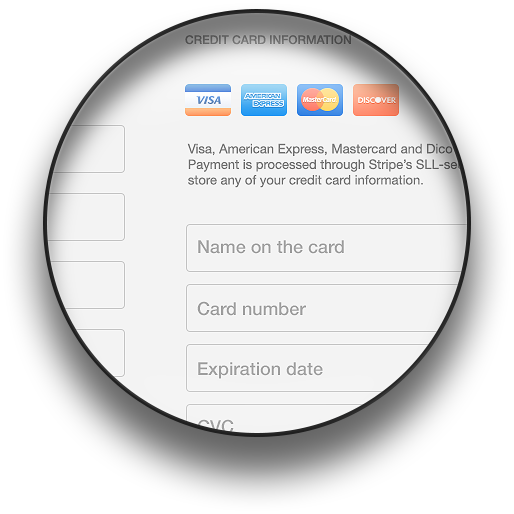 CREDIT CARD INFORMATION
VISA
AMERICAN
EXPRESS
MasterCard
DISCOVER
Visa, American Express, Mastercard and Dico
Payment is processed through Stripe's SLL-se
store any of your credit card information.
Name on the card
Card number
Expiration date
CVC